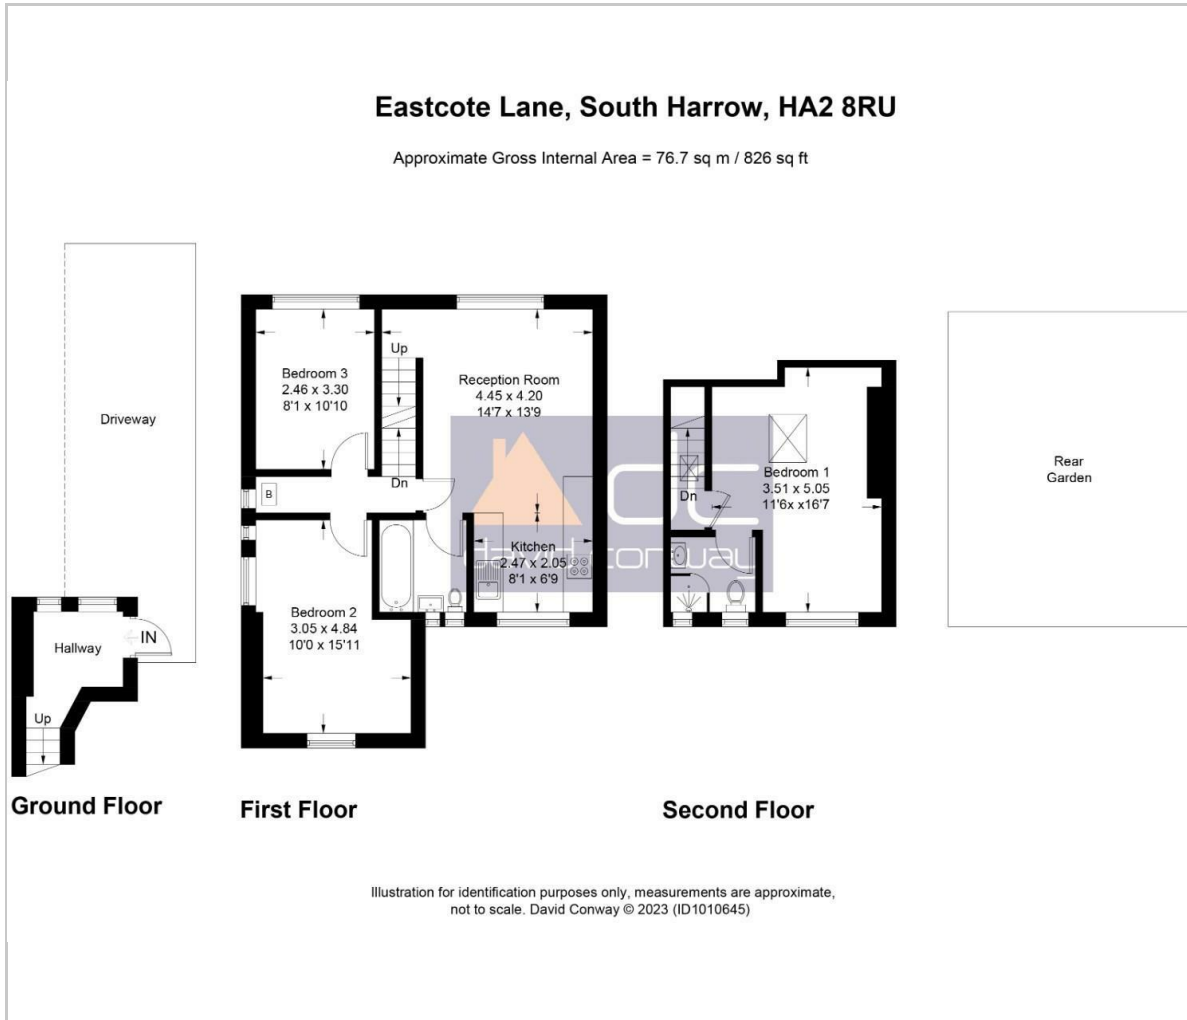 Eastcote Lane, South Harrow, HA2 8RU
Approximate Gross Internal Area = 76.7 sq m / 826 sq ft
Driveway
IN
Hallway
Up
Ground Floor
Bedroom 3
2.46 x 3.30
8'1 x 10'10
Up
Reception Room
4.45 x 4.20
14'7 x 13'9
Dn
B
Kitchen
2.47 x 2.05
8'1 x 6'9
Bedroom 2
3.05 x 4.84
10'0 x 15'11
First Floor
dc
david conway
Bedroom 1
3.51 x 5.05
11'6x x16'7
Dn
Second Floor
Rear
Garden
Illustration for identification purposes only, measurements are approximate,
not to scale. David Conway © 2023 (ID1010645)